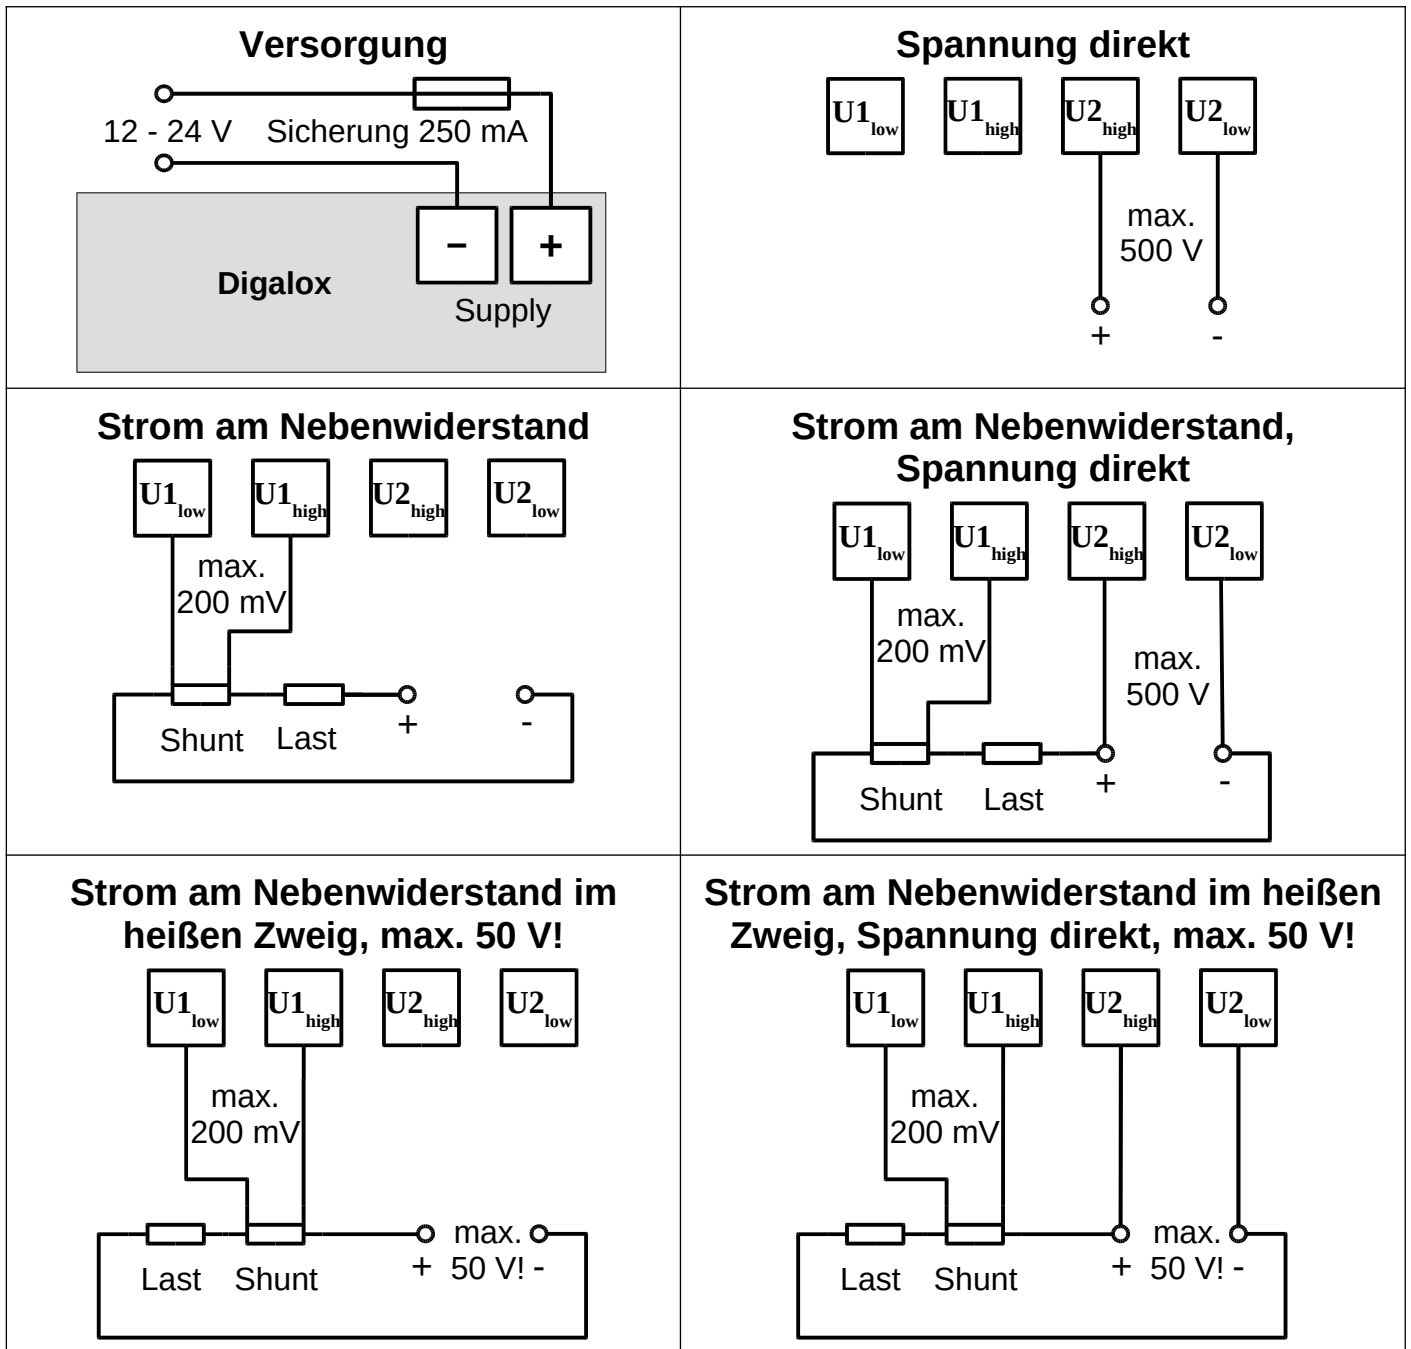 Versorgung
12 - 24 V Sicherung 250 mA
− +
Digalox
Supply
Spannung direkt
U1low U1high U2high U2low
max.
500 V
+ -
Strom am Nebenwiderstand
U1low U1high U2high U2low
max.
200 mV
Shunt Last + -
Strom am Nebenwiderstand,
Spannung direkt
U1low U1high U2high U2low
max.
200 mV
max.
500 V
Shunt Last + -
Strom am Nebenwiderstand im
heißen Zweig, max. 50 V!
U1low U1high U2high U2low
max.
200 mV
max.
Last Shunt + 50 V! -
Strom am Nebenwiderstand im heißen
Zweig, Spannung direkt, max. 50 V!
U1low U1high U2high U2low
max.
200 mV
max.
Last Shunt + 50 V! -